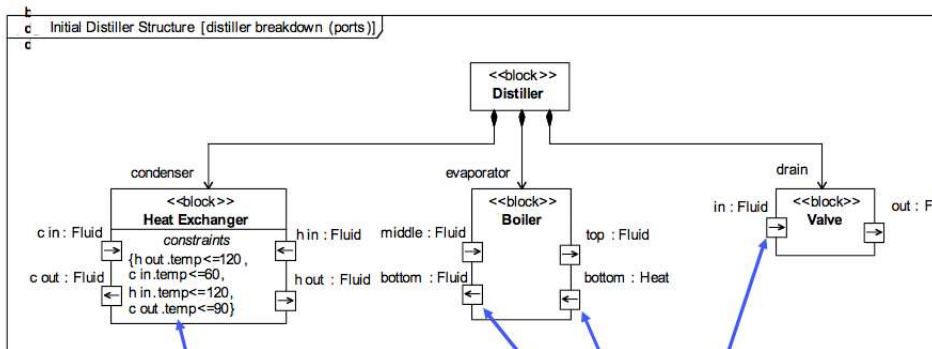 b
d
c
Initial Distiller Structure [distiller breakdown (ports)]
<<block>>
Distiller
condenser
evaporator
drain
<<block>>
Heat Exchanger
constraints
{h out .temp<=120 ,
c in.temp<=60,
h in.temp<=120,
c out .temp<=90}
c in : Fluid
c out : Fluid
h in : Fluid
h out : Fluid
<<block>>
Boiler
middle : Fluid
bottom : Fluid
top : Fluid
bottom : Heat
<<block>>
Valve
in : Fluid
out : F